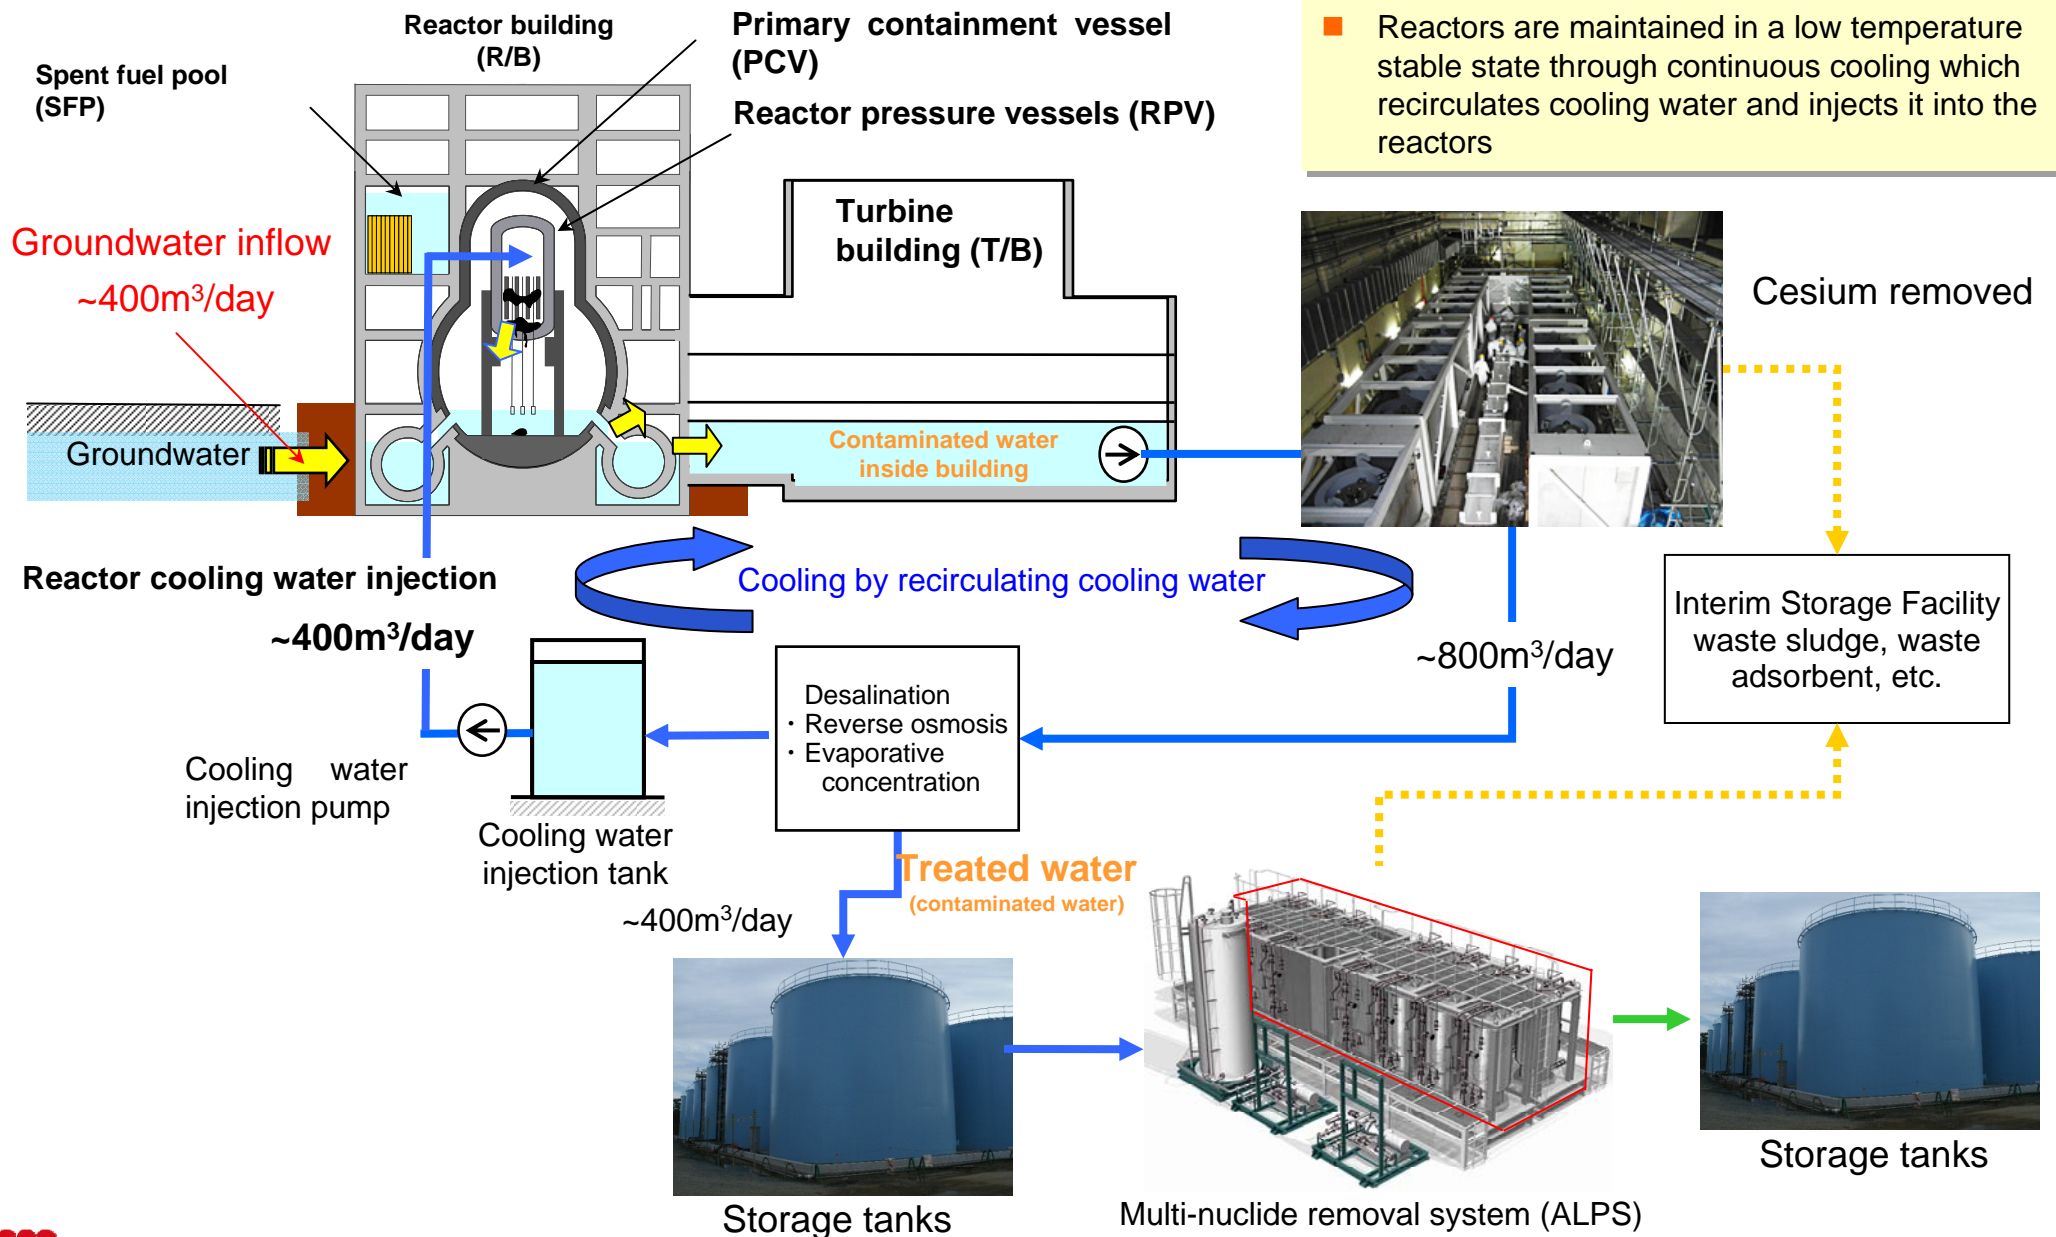 Reactor building
(R/B)
Primary containment vessel
(PCV)
■ Reactors are maintained in a low temperature
stable state through continuous cooling which
recirculates cooling water and injects it into the
reactors
Spent fuel pool
(SFP)
Reactor pressure vessels (RPV)
Turbine
building (T/B)
Groundwater inflow
~400m³/day
Cesium removed
Groundwater
Contaminated water
inside building
Reactor cooling water injection
~400m³/day
Cooling by recirculating cooling water
~800m³/day
Interim Storage Facility
waste sludge, waste
adsorbent, etc.
Desalination
・Reverse osmosis
・Evaporative
concentration
Cooling water
injection pump
Cooling water
injection tank
Treated water
(contaminated water)
~400m³/day
Storage tanks
Multi-nuclide removal system (ALPS)
Storage tanks